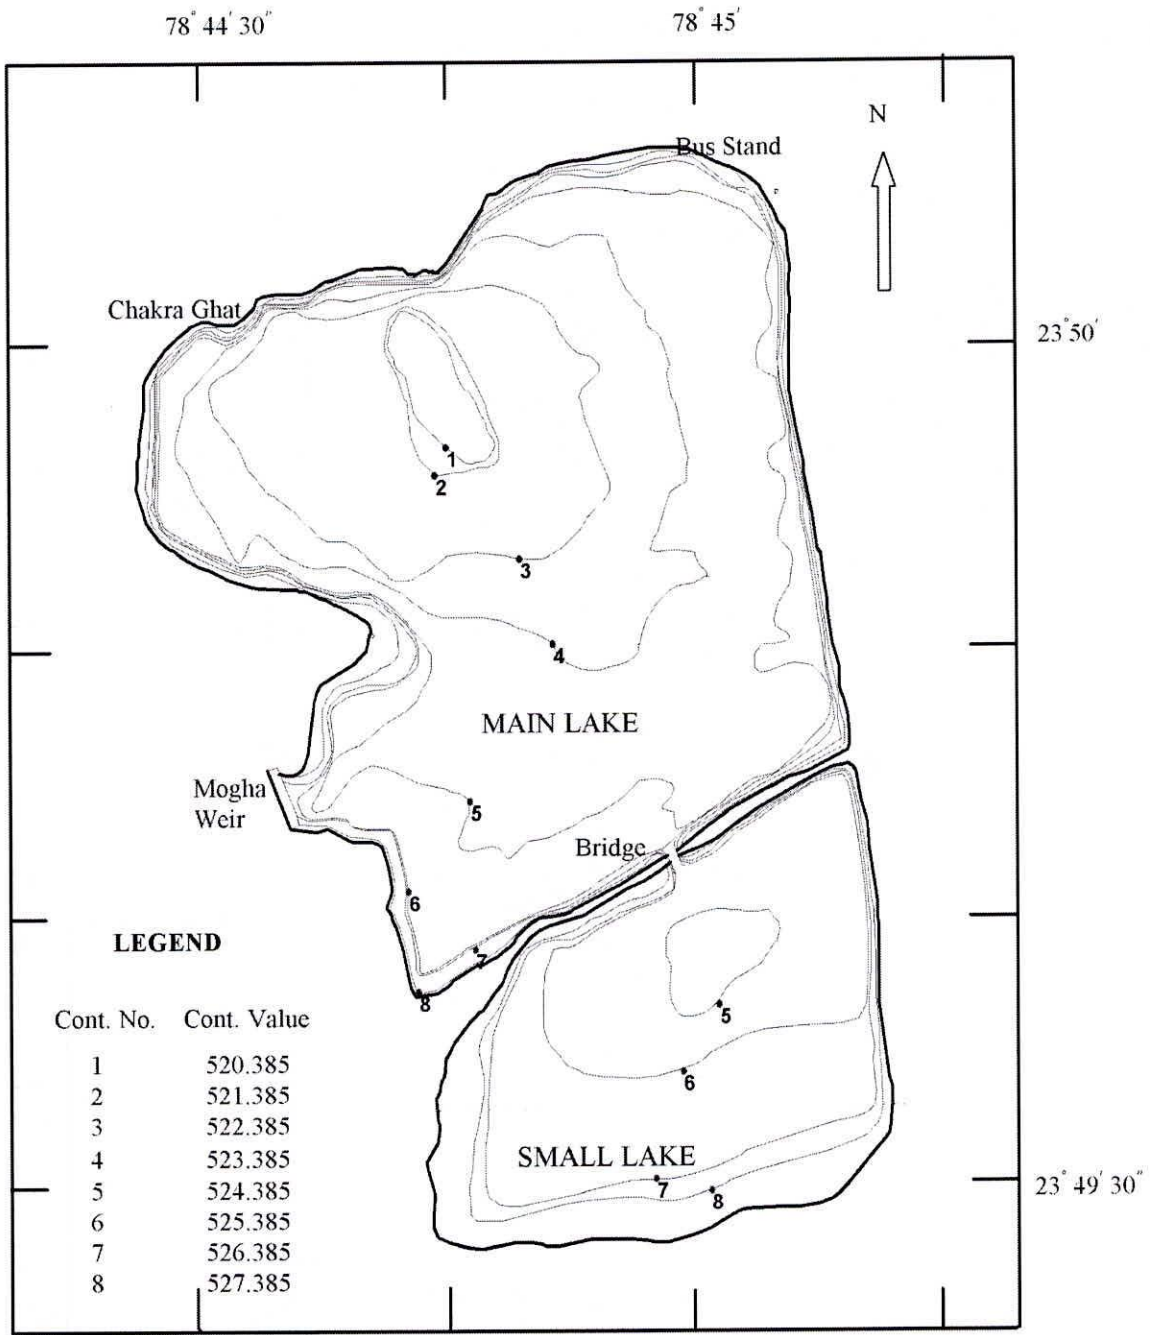 78° 44' 30"
78° 45'
N
Bus Stand
Chakra Ghat
23° 50'
1
2
3
4
MAIN LAKE
Mogha
Weir
5
Bridge
6
7
8
5
6
SMALL LAKE
7
8
23° 49' 30"
LEGEND
Cont. No. Cont. Value
1 520.385
2 521.385
3 522.385
4 523.385
5 524.385
6 525.385
7 526.385
8 527.385